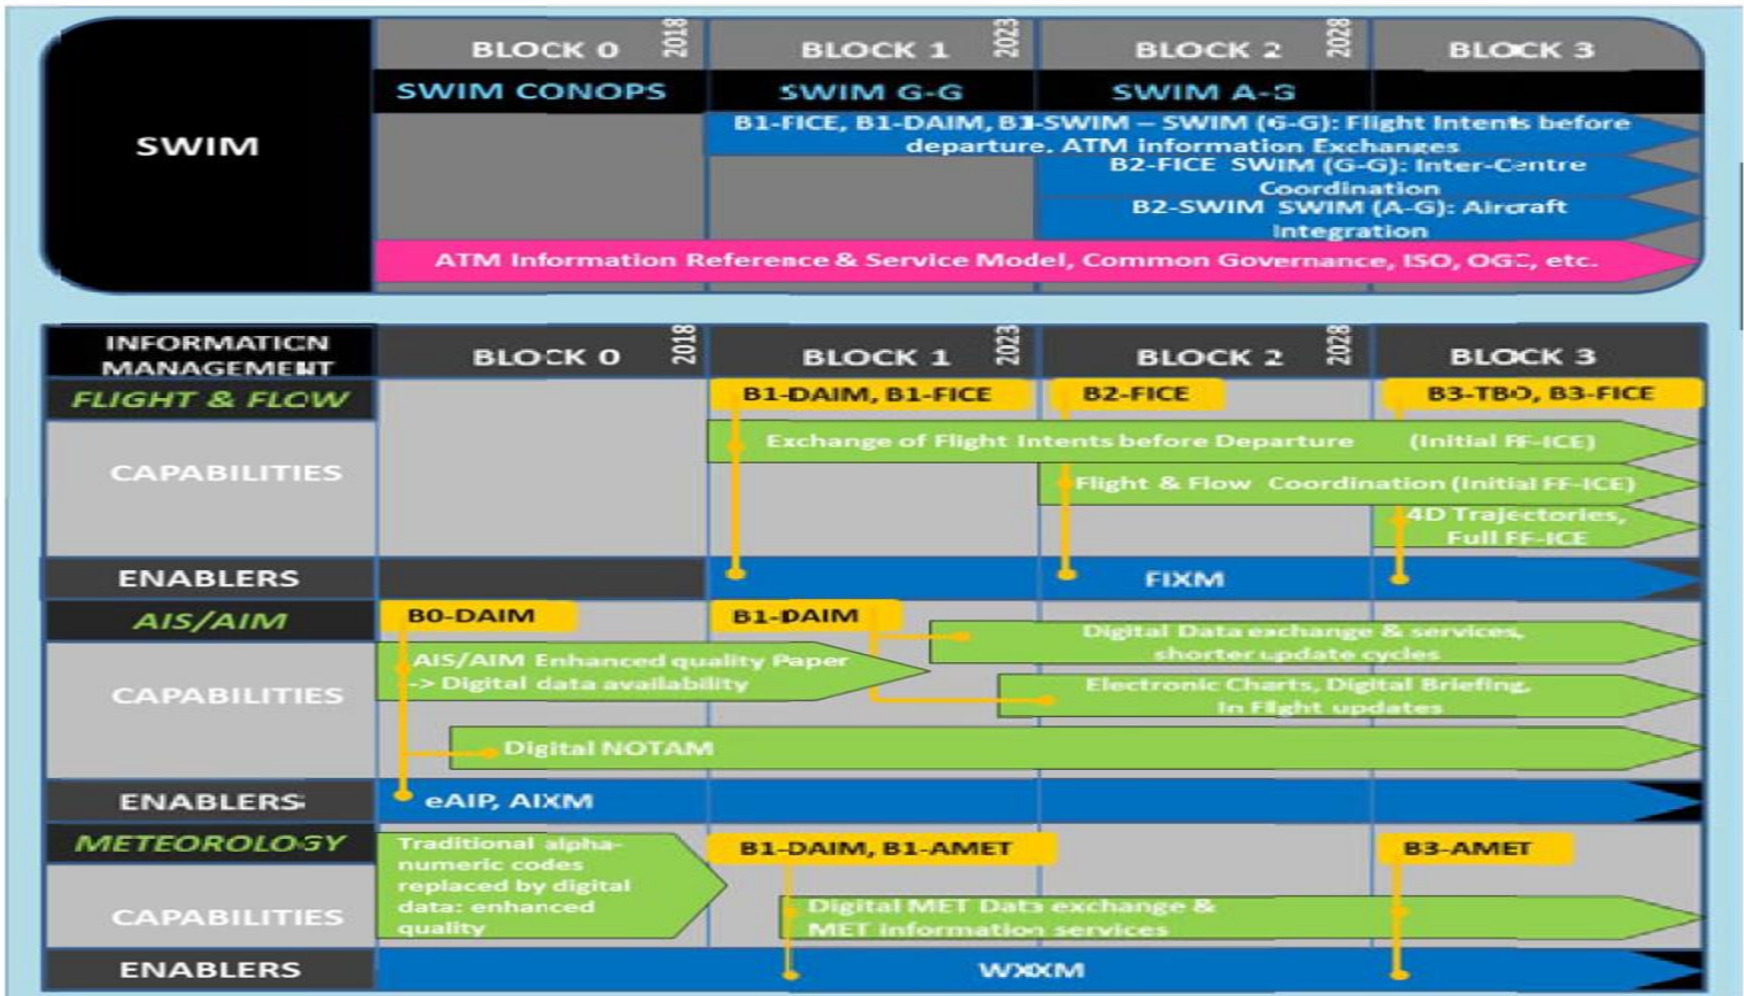 BLOCK 0
2018
BLOCK 1
2023
BLOCK 2
2028
BLOCK 3
SWIM CONOPS
SWIM G-G
SWIM A-G
SWIM
B1-FICE, B1-DAIM, B1-SWIM – SWIM (G-G): Flight Intents before
departure, ATM information Exchanges
B2-FICE SWIM (G-G): Inter-Centre
Coordination
B2-SWIM SWIM (A-G): Aircraft
Integration
ATM Information Reference & Service Model, Common Governance, ISO, OGC, etc.
INFORMATION
MANAGEMENT
BLOCK 0
2018
BLOCK 1
2023
BLOCK 2
2028
BLOCK 3
FLIGHT & FLOW
B1-DAIM, B1-FICE
B2-FICE
B3-TBO, B3-FICE
CAPABILITIES
Exchange of Flight Intents before Departure (Initial FF-ICE)
Flight & Flow Coordination (Initial FF-ICE)
4D Trajectories,
Full FF-ICE
ENABLERS
FIXM
AIS/AIM
B0-DAIM
B1-DAIM
CAPABILITIES
AIS/AIM Enhanced quality Paper
-> Digital data availability
Digital Data exchange & services,
shorter update cycles
Electronic Charts, Digital Briefing,
In Flight updates
Digital NOTAM
ENABLERS
eAIP, AIXM
METEOROLOGY
CAPABILITIES
Traditional alpha-
numeric codes
replaced by digital
data: enhanced
quality
B1-DAIM, B1-AMET
B3-AMET
Digital MET Data exchange &
MET information services
ENABLERS
WXXM